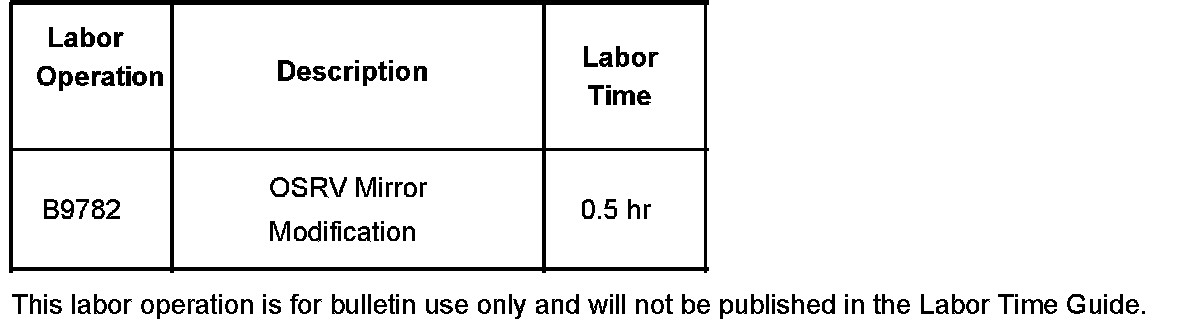 Labor
Operation
Description
Labor
Time
B9782
OSRV Mirror
Modification
0.5 hr
This labor operation is for bulletin use only and will not be published in the Labor Time Guide.